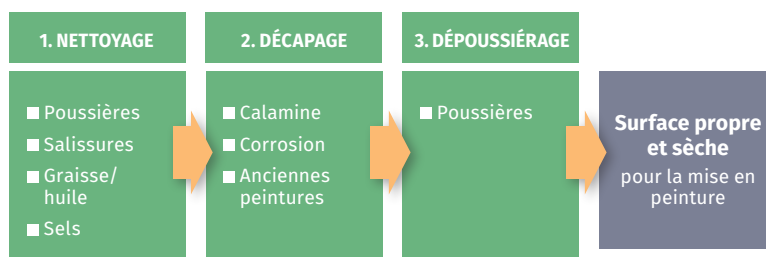 1. NETTOYAGE
Poussières
Salissures
Graisse/
huile
Sels
2. DÉCAPAGE
Calamine
Corrosion
Anciennes
peintures
3. DÉPOUSSIÉRAGE
Poussières
Surface propre
et sèche
pour la mise en
peinture